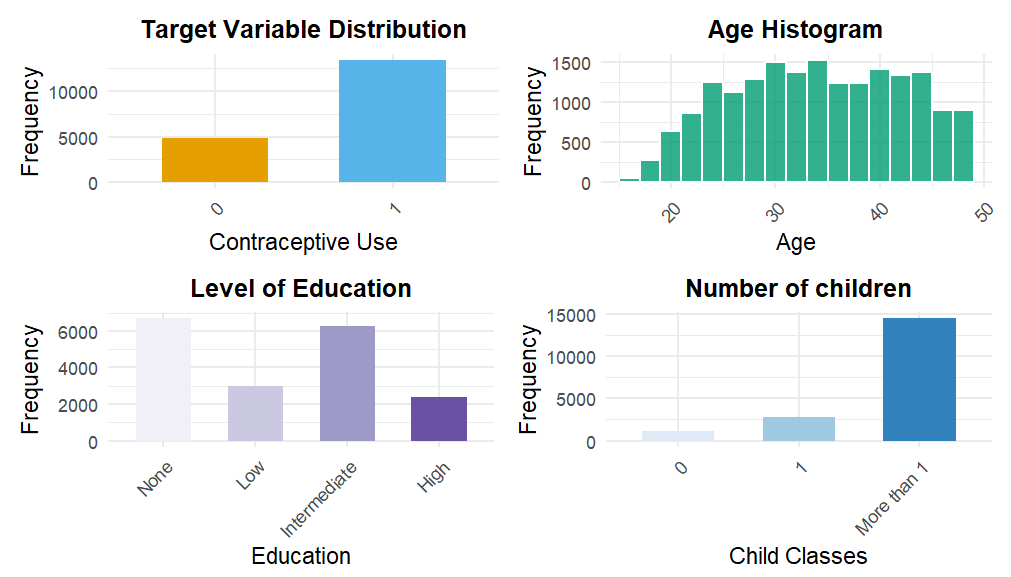 Target Variable Distribution
Frequency
10000
5000
0
0
1
Contraceptive Use
Age Histogram
Frequency
1500
1000
500
0
20
30
40
50
Age
Level of Education
Frequency
6000
4000
2000
0
None
Low
Intermediate
High
Education
Number of children
Frequency
15000
10000
5000
0
0
1
More than 1
Child Classes